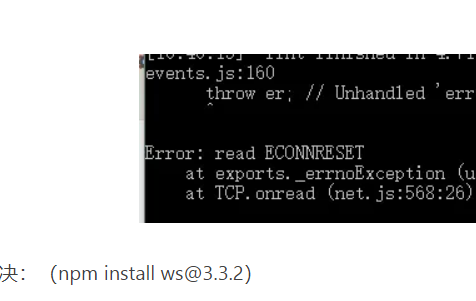 events.js:160
throw er; // Unhandled 'err
^
Error: read ECONNRESET
at exports._errnoException (u
at TCP.onread (net.js:568:26)
决：（npm install ws@3.3.2）